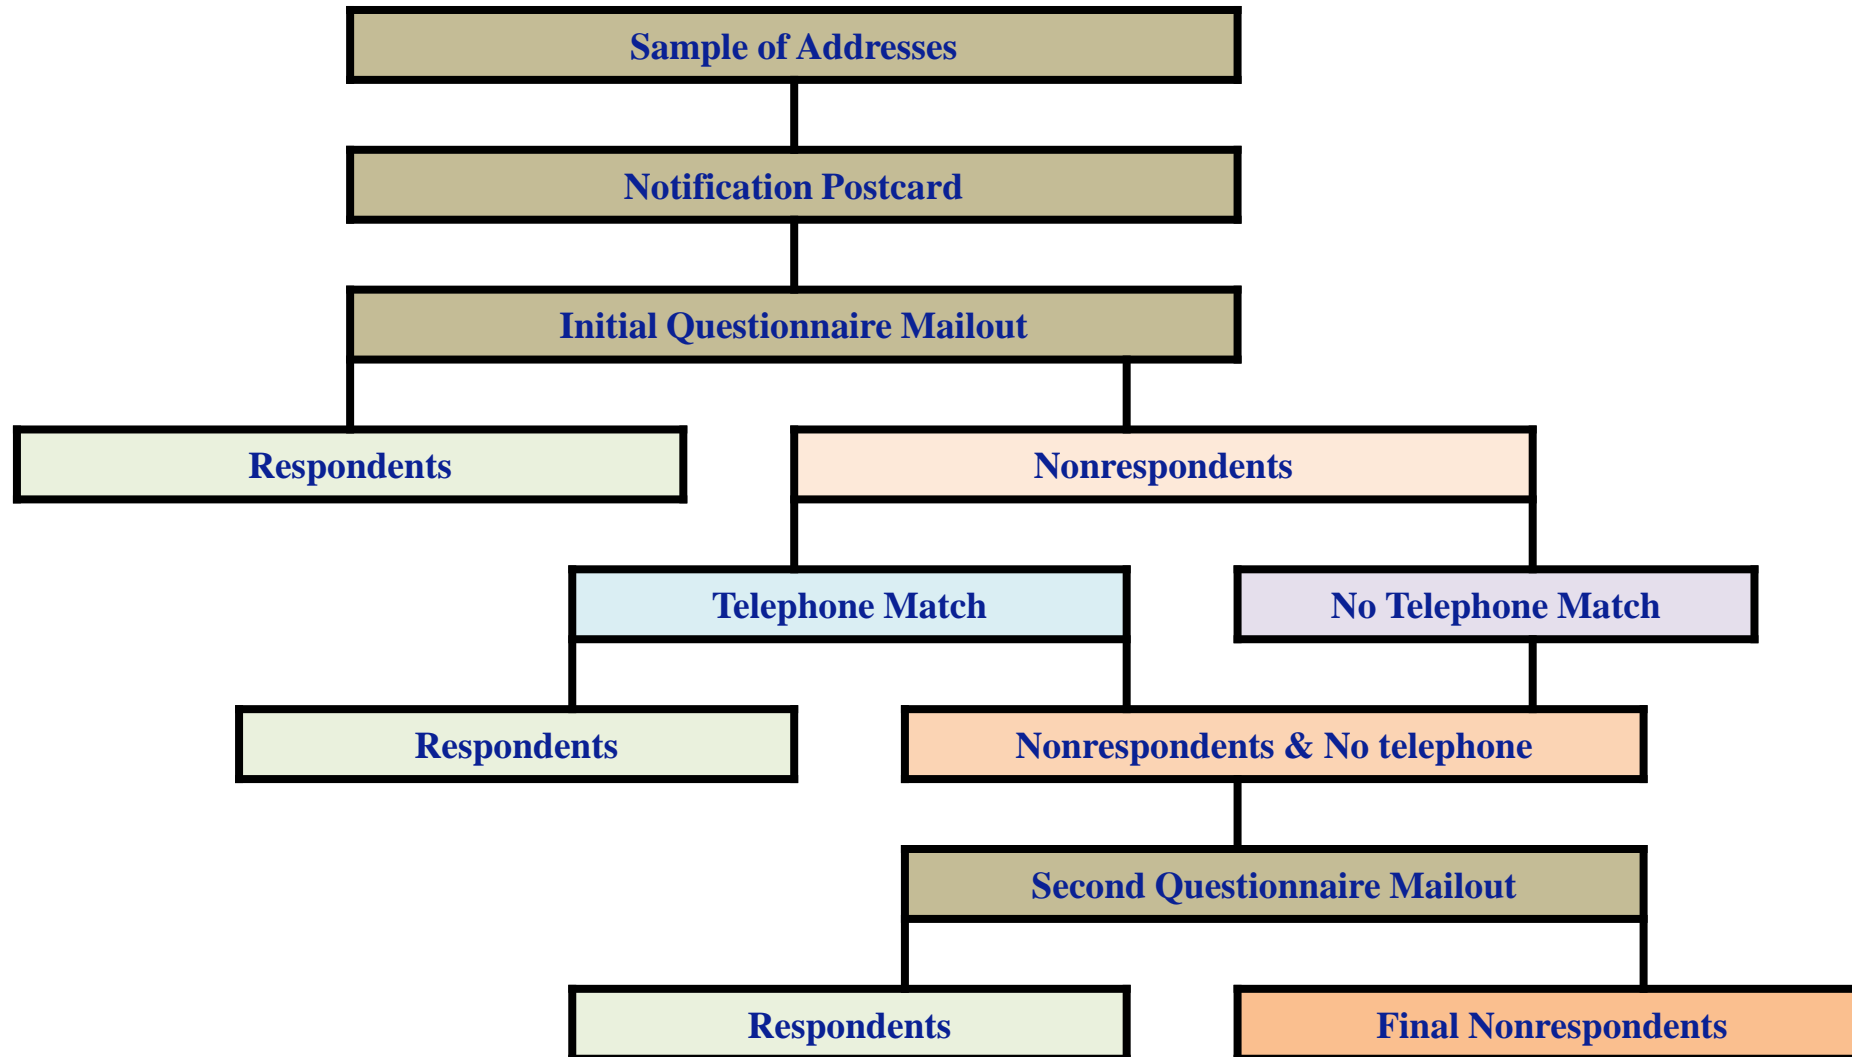 Sample of Addresses
Notification Postcard
Initial Questionnaire Mailout
Respondents
Nonrespondents
Telephone Match
No Telephone Match
Respondents
Nonrespondents & No telephone
Second Questionnaire Mailout
Respondents
Final Nonrespondents